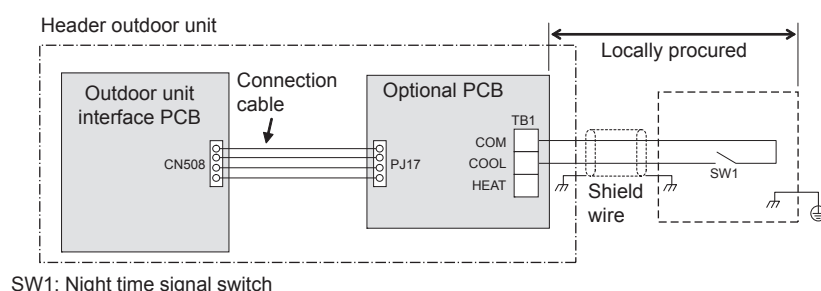 Header outdoor unit
Locally procured
Outdoor unit
interface PCB
Connection
cable
Optional PCB
TB1
COM
COOL
HEAT
CN508
PJ17
SW1
Shield
wire
SW1: Night time signal switch